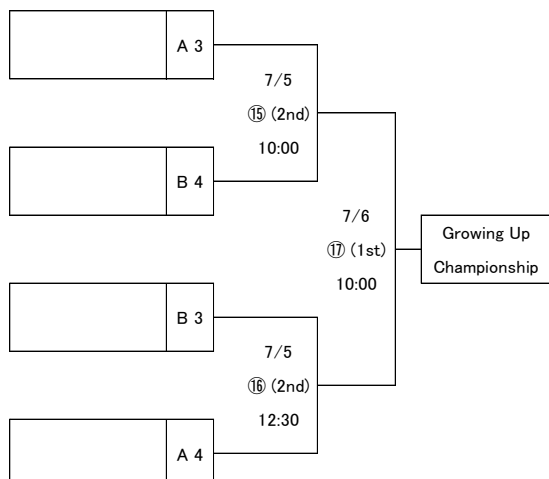 A 3
7/5
⑮ (2nd)
10:00
B 4
7/6
⑰ (1st)
10:00
Growing Up
Championship
B 3
7/5
⑯ (2nd)
12:30
A 4